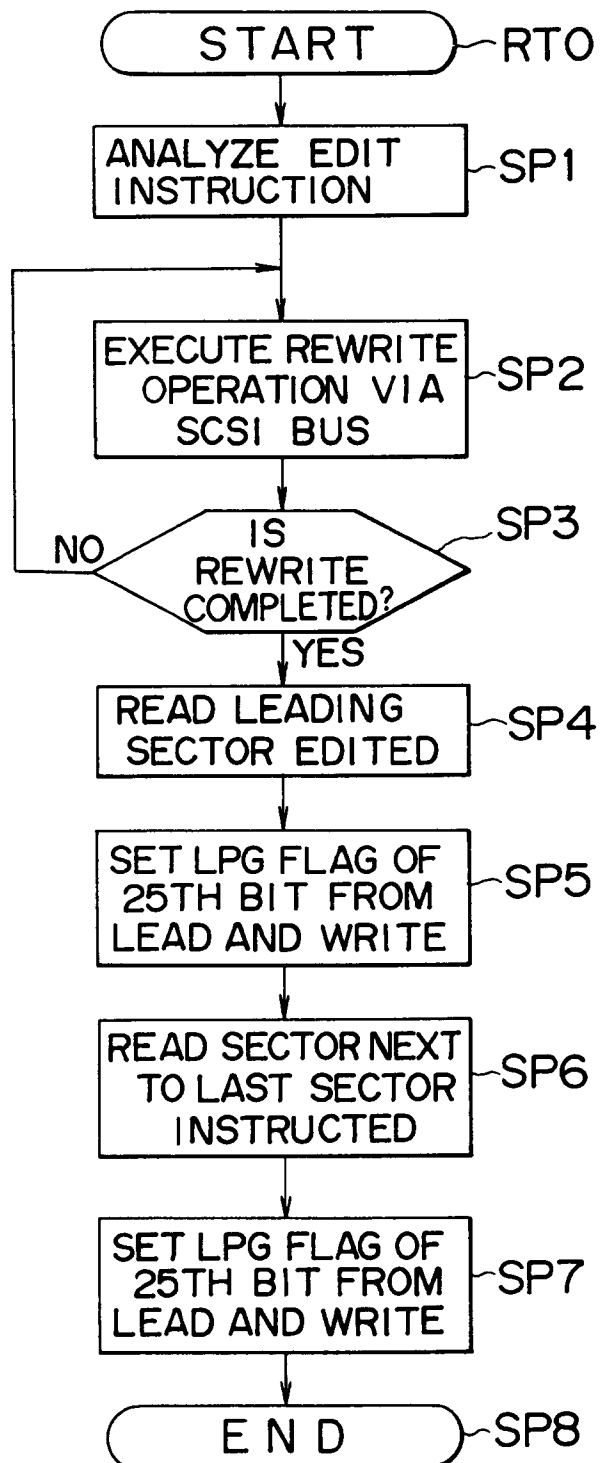 START
RT0
ANALYZE EDIT
INSTRUCTION
SP1
EXECUTE REWRITE
OPERATION VIA
SCSI BUS
SP2
IS
REWRITE
COMPLETED?
SP3
NO
YES
READ LEADING
SECTOR EDITED
SP4
SET LPG FLAG OF
25TH BIT FROM
LEAD AND WRITE
SP5
READ SECTOR NEXT
TO LAST SECTOR
INSTRUCTED
SP6
SET LPG FLAG OF
25TH BIT FROM
LEAD AND WRITE
SP7
END
SP8